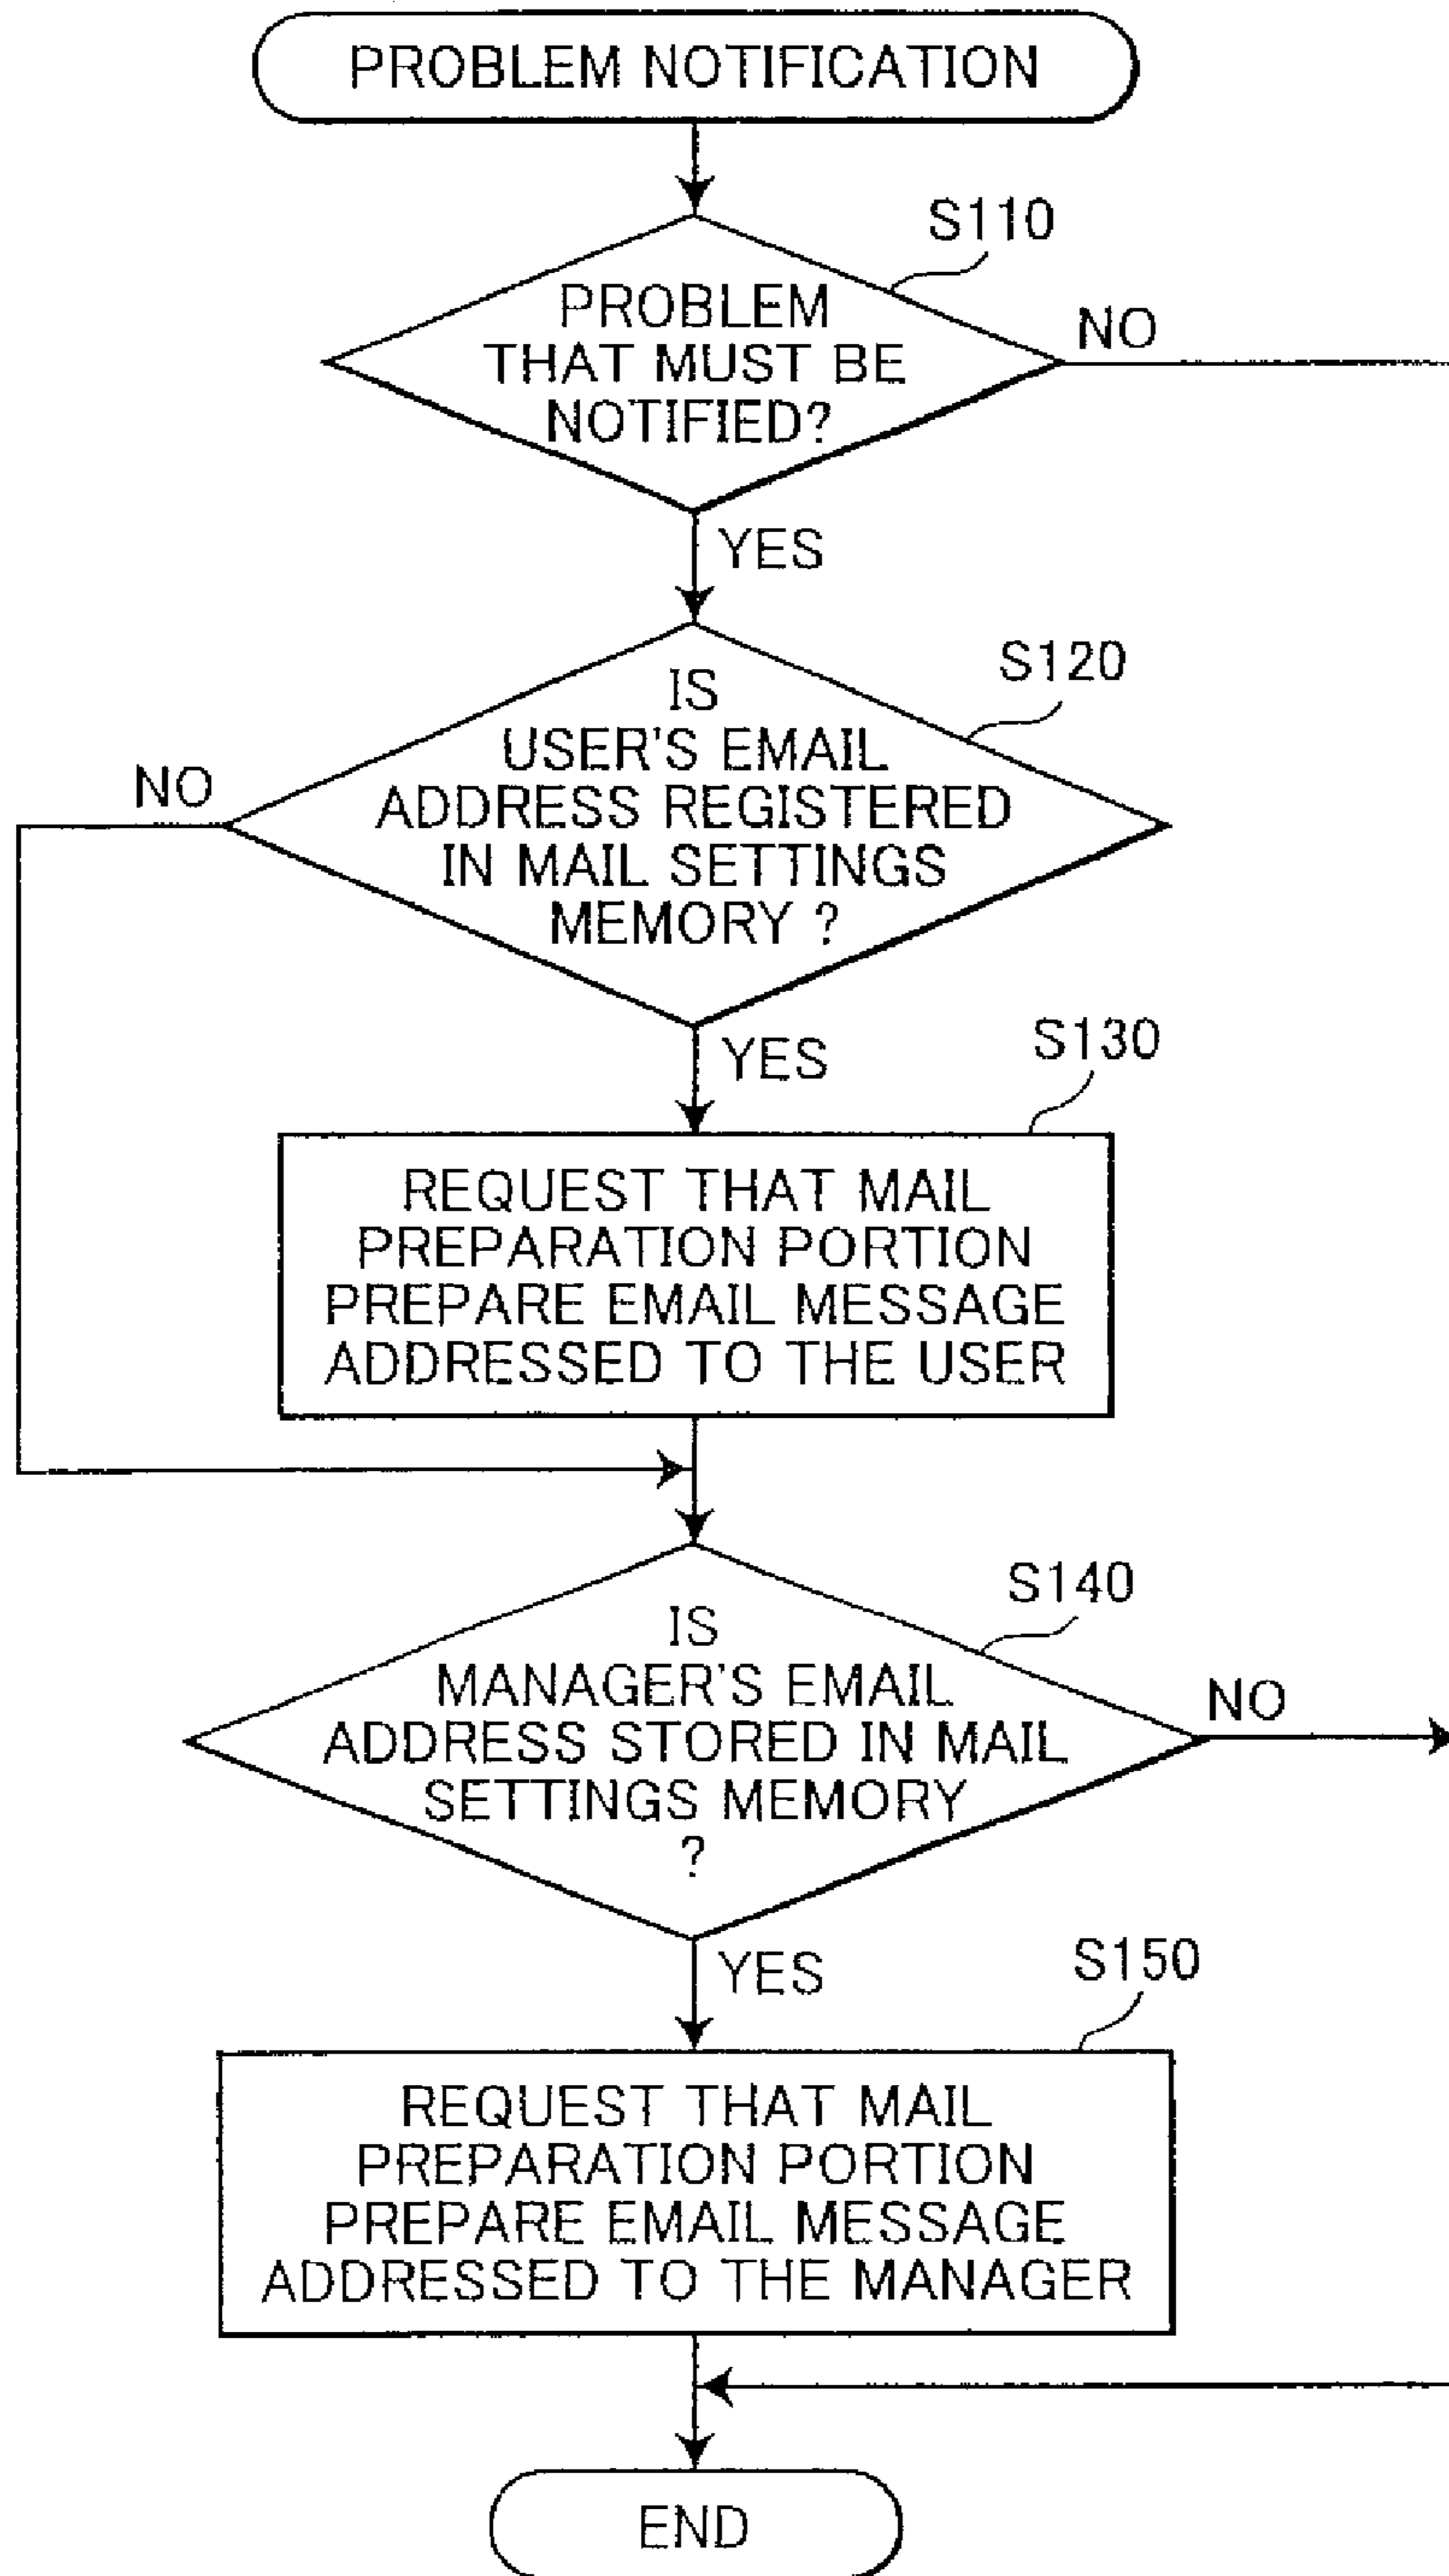 PROBLEM NOTIFICATION
S110
PROBLEM
THAT MUST BE
NOTIFIED?
NO
YES
S120
IS
USER'S EMAIL
ADDRESS REGISTERED
IN MAIL SETTINGS
MEMORY ?
NO
YES
S130
REQUEST THAT MAIL
PREPARATION PORTION
PREPARE EMAIL MESSAGE
ADDRESSED TO THE USER
S140
IS
MANAGER'S EMAIL
ADDRESS STORED IN MAIL
SETTINGS MEMORY
?
NO
YES
S150
REQUEST THAT MAIL
PREPARATION PORTION
PREPARE EMAIL MESSAGE
ADDRESSED TO THE MANAGER
END